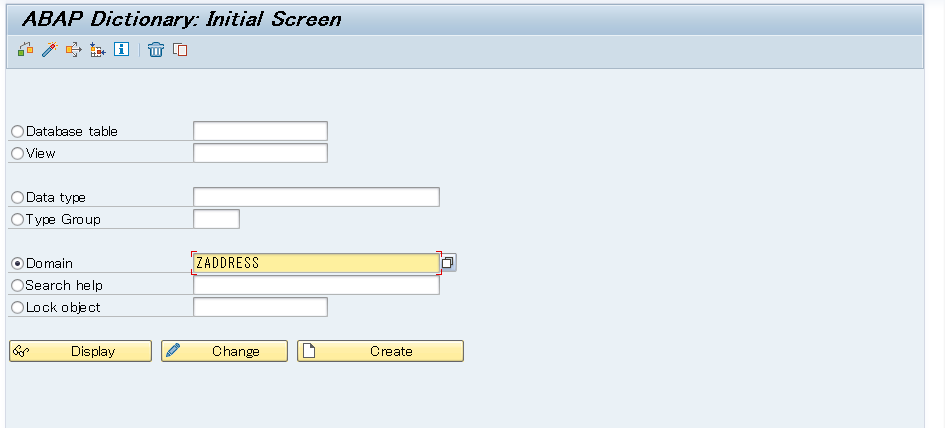 ABAP Dictionary: Initial Screen
Database table
View
Data type
Type Group
Domain ZADDRESS
Search help
Lock object
Display Change Create